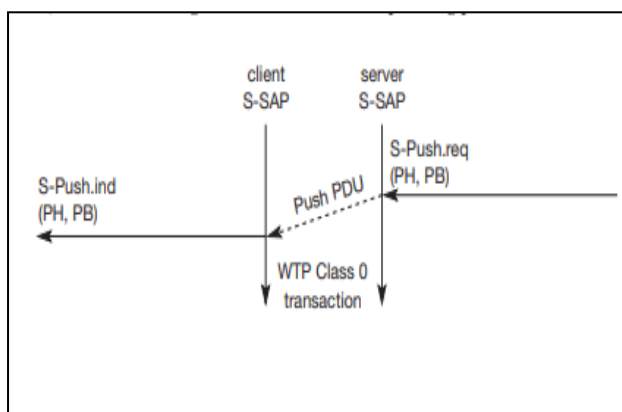 client
S-SAP
server
S-SAP
S-Push.req
(PH, PB)
S-Push.ind
(PH, PB)
Push PDU
WTP Class 0
transaction